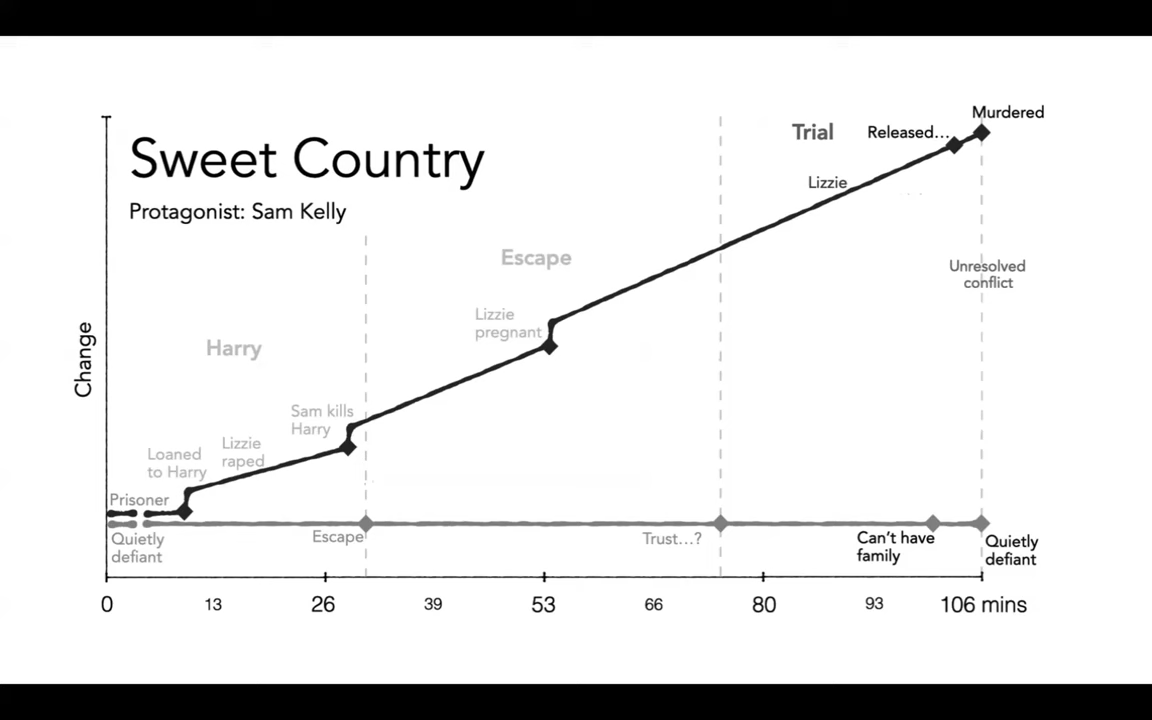 Sweet Country
Protagonist: Sam Kelly
Change
Harry
Escape
Trial
Prisoner
Loaned
to Harry
Lizzie
raped
Sam kills
Harry
Lizzie
pregnant
Lizzie
Released...
Murdered
Unresolved
conflict
Quietly
defiant
Escape
Trust...?
Can't have
family
Quietly
defiant
0
13
26
39
53
66
80
93
106 mins